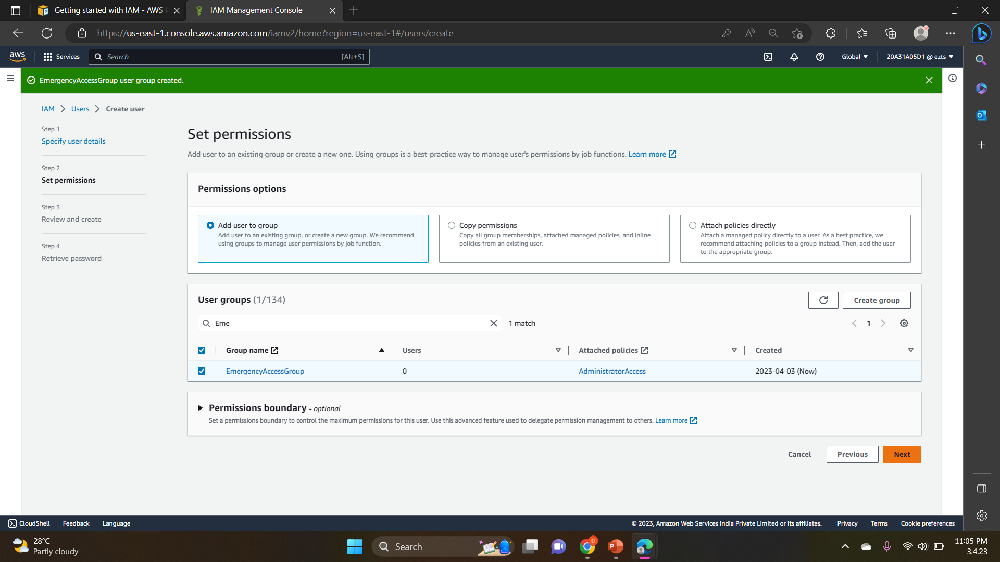 Getting started with IAM - AWS I
IAM Management Console
https://us-east-1.console.aws.amazon.com/iamv2/home?region=us-east-1#/users/create
aws
Services
Search
[Alt+S]
Global
20A31A05D1 @ ezts
EmergencyAccessGroup user group created.
IAM
Users
Create user
Step 1
Specify user details
Step 2
Set permissions
Step 3
Review and create
Step 4
Retrieve password
Set permissions
Add user to an existing group or create a new one. Using groups is a best-practice way to manage user's permissions by job functions. Learn more
Permissions options
Add user to group
Add user to an existing group, or create a new group. We recommend
using groups to manage user permissions by job function.
Copy permissions
Copy all group memberships, attached managed policies, and inline
policies from an existing user.
Attach policies directly
Attach a managed policy directly to a user. As a best practice, we
recommend attaching policies to a group instead. Then, add the user
to the appropriate group.
User groups (1/134)
Create group
Eme
1 match
1
Group name
Users
Attached policies
Created
EmergencyAccessGroup
0
AdministratorAccess
2023-04-03 (Now)
Permissions boundary - optional
Set a permissions boundary to control the maximum permissions for this user. Use this advanced feature used to delegate permission management to others. Learn more
Cancel
Previous
Next
CloudShell
Feedback
Language
© 2023, Amazon Web Services India Private Limited or its affiliates.
Privacy
Terms
Cookie preferences
28°C
Partly cloudy
Search
D
11:05 PM
3.4.23